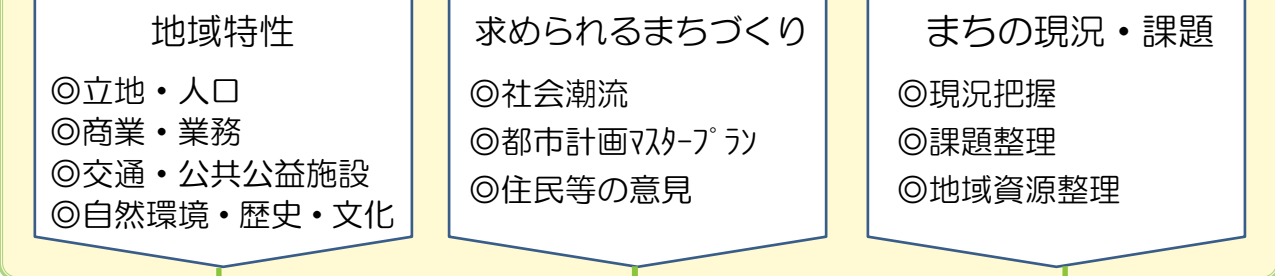 地域特性
◎立地・人口
◎商業・業務
◎交通・公共公益施設
◎自然環境・歴史・文化
求められるまちづくり
◎社会潮流
◎都市計画ﾏｽﾀｰﾌﾟﾗﾝ
◎住民等の意見
まちの現況・課題
◎現況把握
◎課題整理
◎地域資源整理